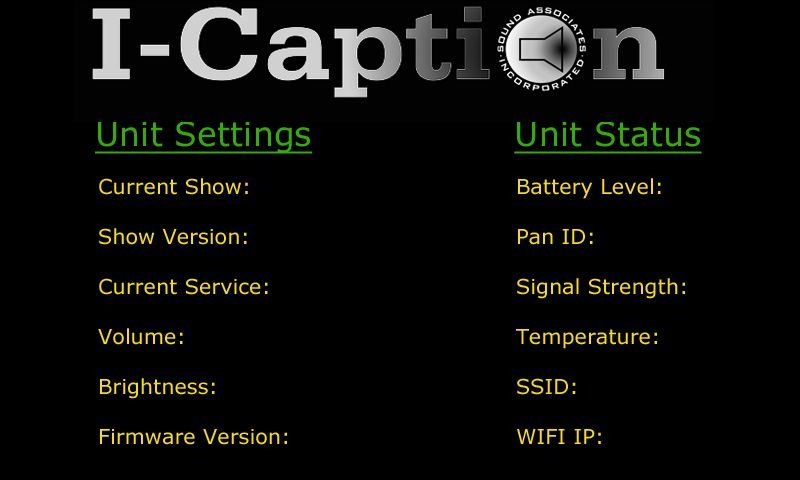 I-Caption
SOUND ASSOCIATES
INCORPORATED
Unit Settings
Current Show:
Show Version:
Current Service:
Volume:
Brightness:
Firmware Version:
Unit Status
Battery Level:
Pan ID:
Signal Strength:
Temperature:
SSID:
WIFI IP: